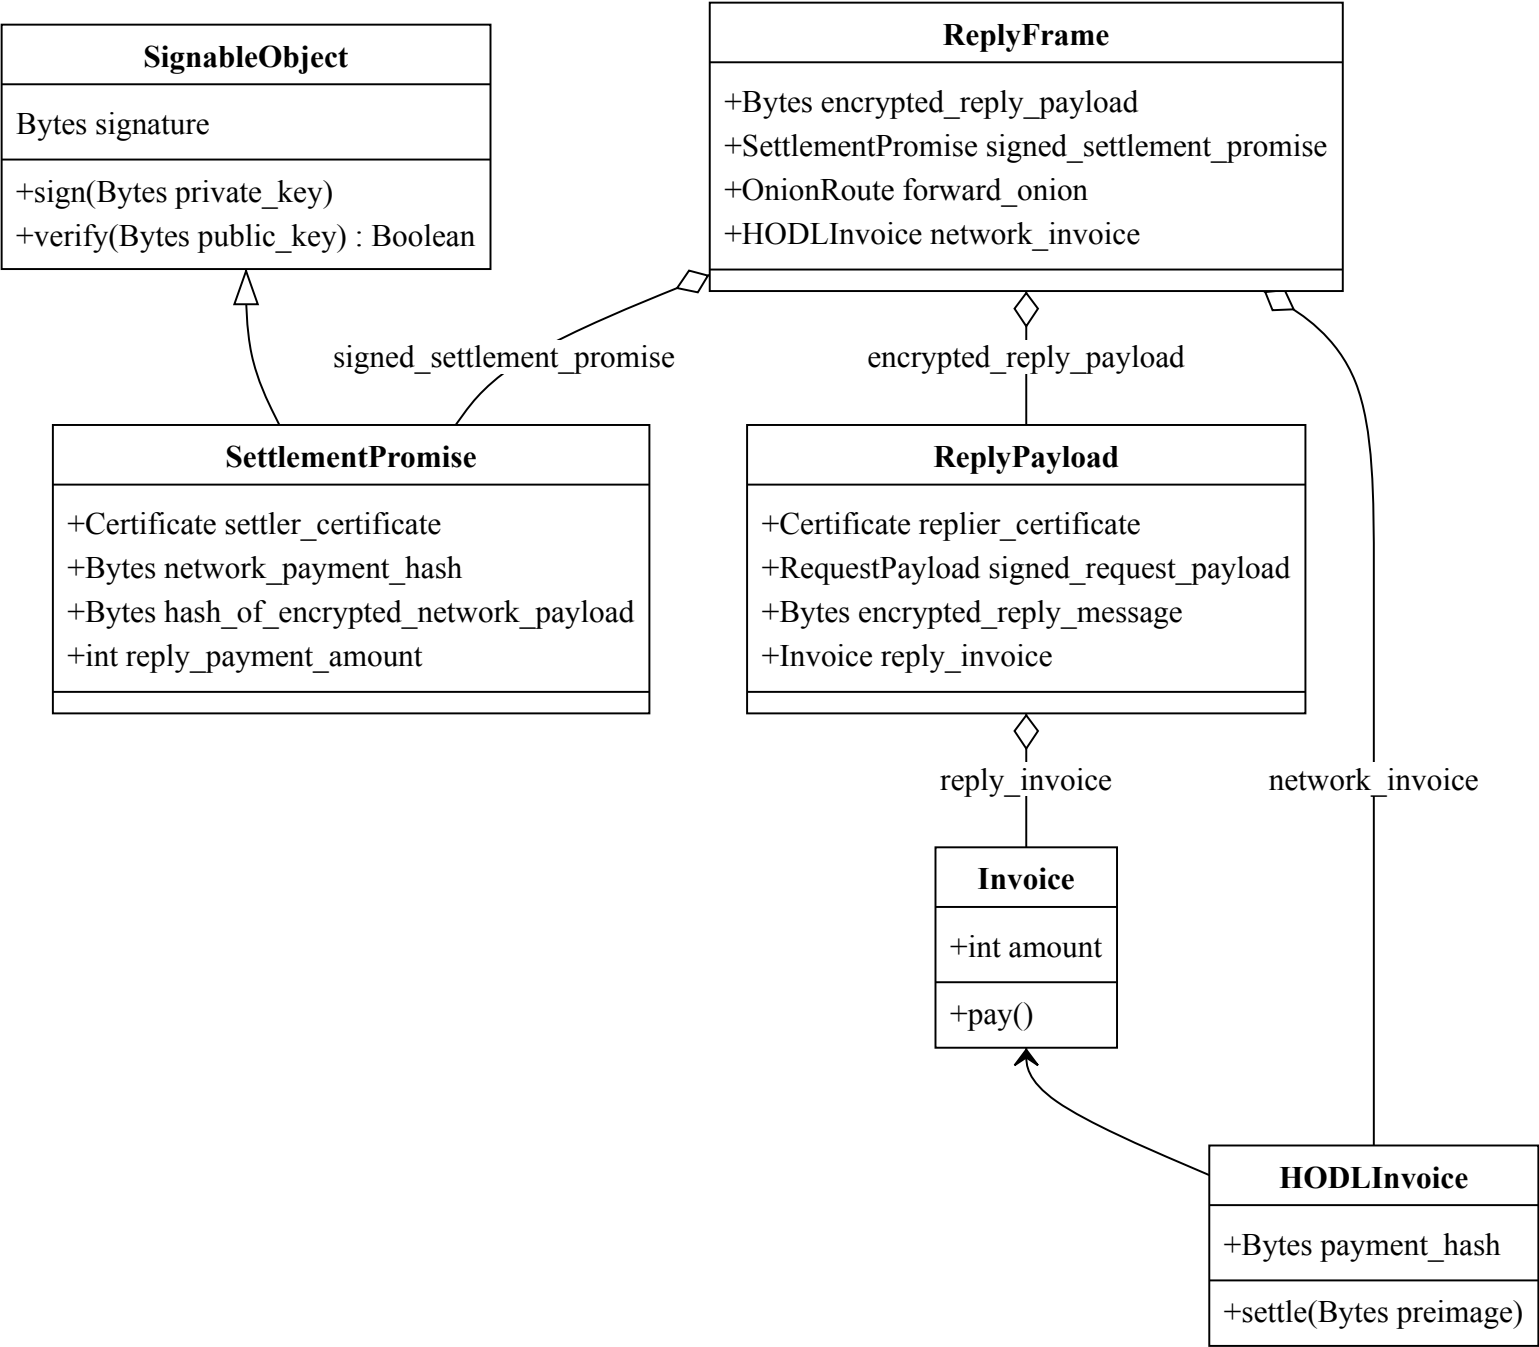 SignableObject
Bytes signature
+sign(Bytes private_key)
+verify(Bytes public_key) : Boolean
ReplyFrame
+Bytes encrypted_reply_payload
+SettlementPromise signed_settlement_promise
+OnionRoute forward_onion
+HODLInvoice network_invoice
signed_settlement_promise
encrypted_reply_payload
SettlementPromise
+Certificate settler_certificate
+Bytes network_payment_hash
+Bytes hash_of_encrypted_network_payload
+int reply_payment_amount
ReplyPayload
+Certificate replier_certificate
+RequestPayload signed_request_payload
+Bytes encrypted_reply_message
+Invoice reply_invoice
reply_invoice
network_invoice
Invoice
+int amount
+pay()
HODLInvoice
+Bytes payment_hash
+settle(Bytes preimage)